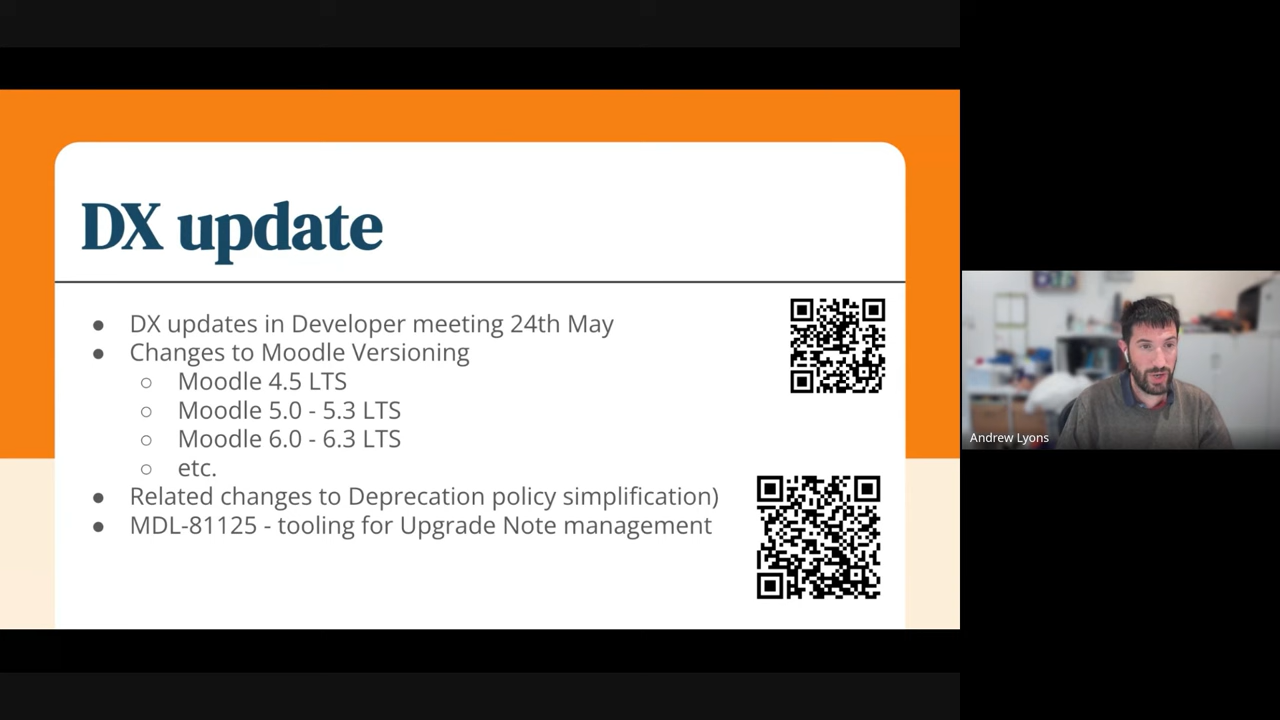 DX update
● DX updates in Developer meeting 24th May
● Changes to Moodle Versioning
○ Moodle 4.5 LTS
○ Moodle 5.0 - 5.3 LTS
○ Moodle 6.0 - 6.3 LTS
○ etc.
● Related changes to Deprecation policy simplification)
● MDL-81125 - tooling for Upgrade Note management
Andrew Lyons